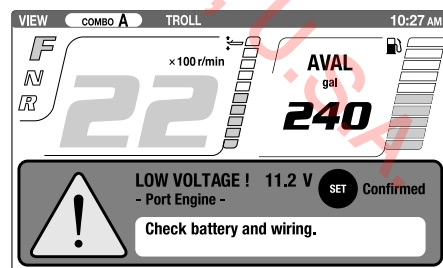 VIEW COMBO A TROLL 10:27 AM
F
N
R
×100 r/min
22
AVAL
gal
240
LOW VOLTAGE ! 11.2 V SET Confirmed
- Port Engine -
Check battery and wiring.
U.S.A.